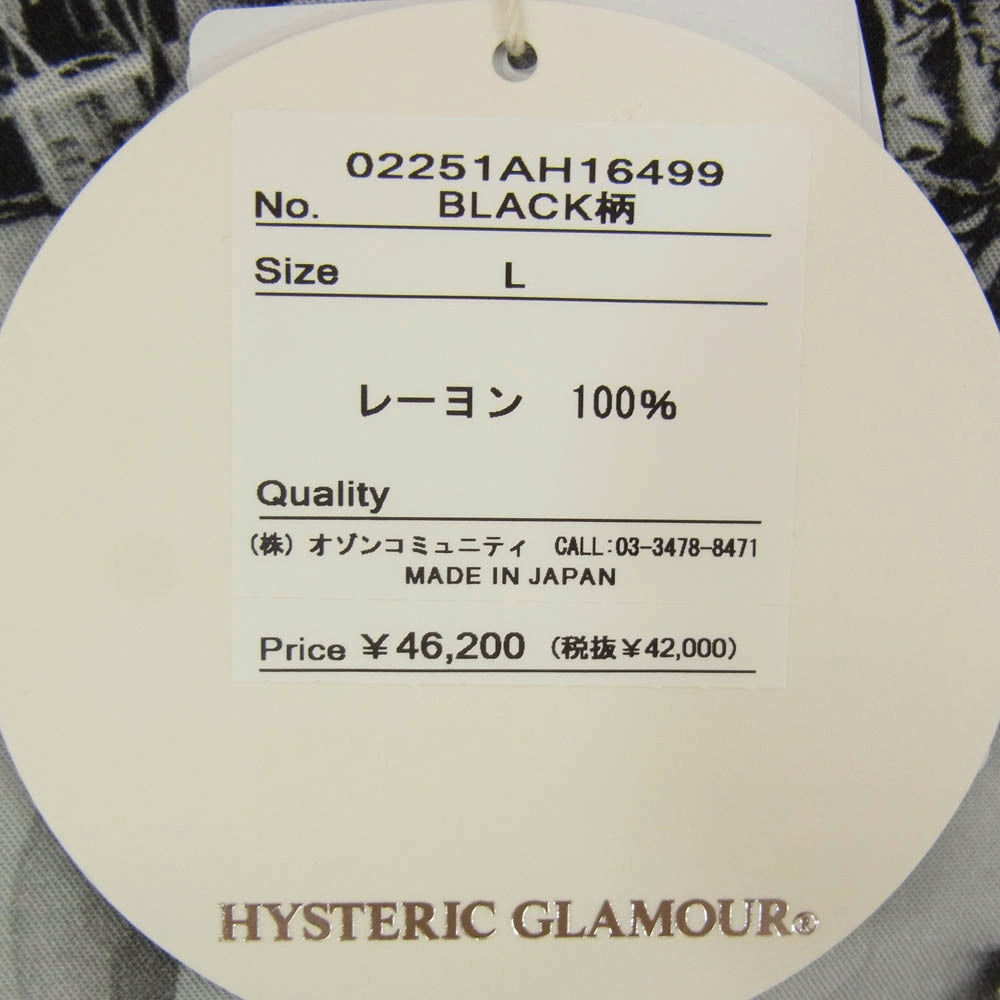 02251AH16499
No. BLACK柄
Size L
レーヨン 100%
Quality
(株) オゾンコミュニティ CALL:03-3478-8471
MADE IN JAPAN
Price ¥46,200 (税抜¥42,000)
HYSTERIC GLAMOUR®